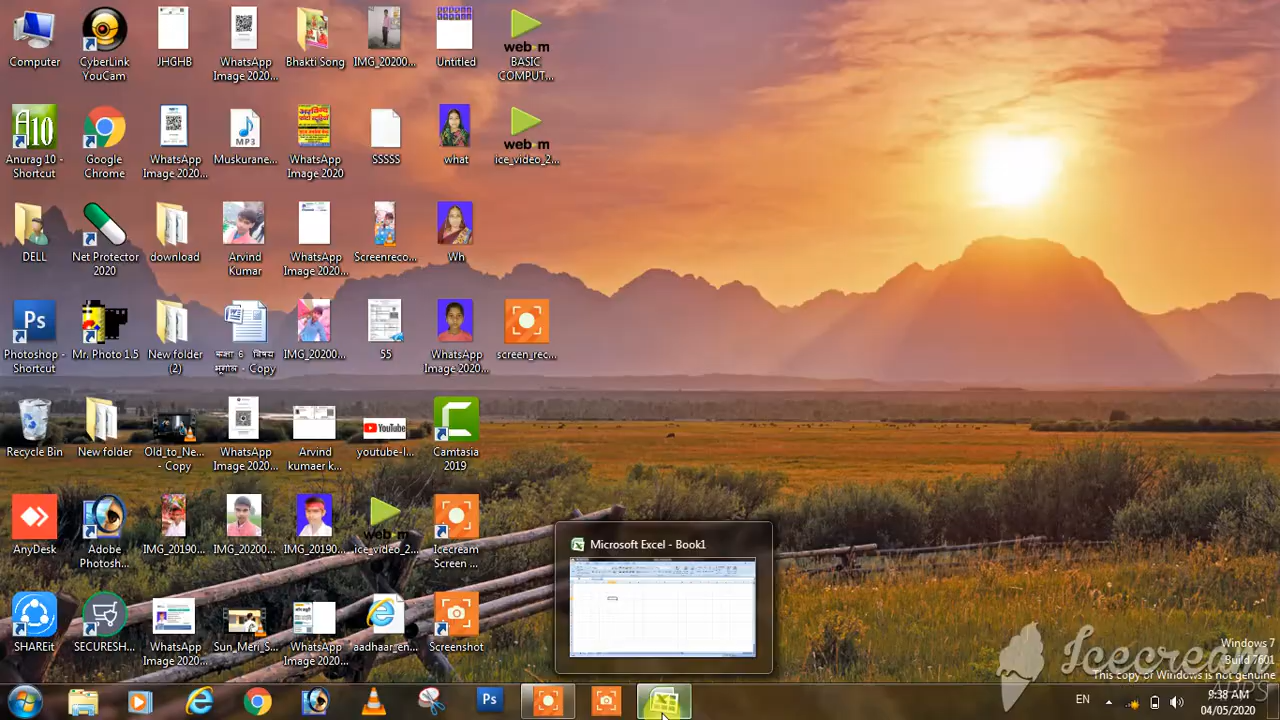 Computer
CyberLink
YouCam
JHGHB
WhatsApp
Image 2020...
Bhakti Song
IMG_20200...
Untitled
web-m
BASIC
COMPUT...
A10
Anurag 10 -
Shortcut
Google
Chrome
WhatsApp
Image 2020...
MP3
Muskurane...
WhatsApp
Image 2020
SSSSS
what
web-m
ice_video_2...
DELL
Net Protector
2020
download
Arvind
Kumar
WhatsApp
Image 2020...
Screenreco...
Wh
Ps
Photoshop -
Shortcut
Mr. Photo 1.5
New folder
(2)
कक्षा 6 विषय
भूगोल - Copy
IMG_20200...
55
WhatsApp
Image 2020...
screen_rec...
Recycle Bin
New folder
Old_to_Ne...
- Copy
WhatsApp
Image 2020...
Arvind
kumaer k...
YouTube
youtube-l...
Camtasia
2019
AnyDesk
Adobe
Photosh...
IMG_20190...
IMG_20200...
IMG_20190...
web-m
ice_video_2...
Icecream
Screen ...
Microsoft Excel - Book1
SHAREit
SECURESH...
WhatsApp
Image 2020...
Sun_Meri_S...
WhatsApp
Image 2020...
aadhaar_en...
Screenshot
Icecream
APPS
Windows 7
Build 7601
This copy of Windows is not genuine
Ps
EN
9:38 AM
04/05/2020